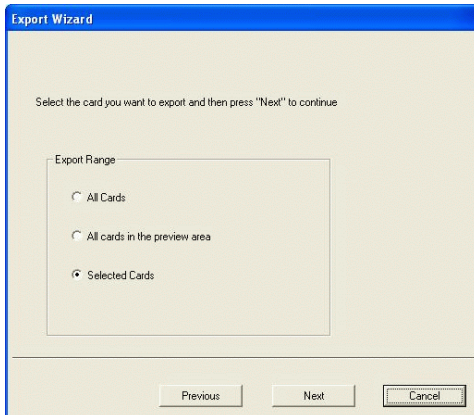 Export Wizard
Select the card you want to export and then press "Next" to continue
Export Range
All Cards
All cards in the preview area
Selected Cards
Previous Next Cancel